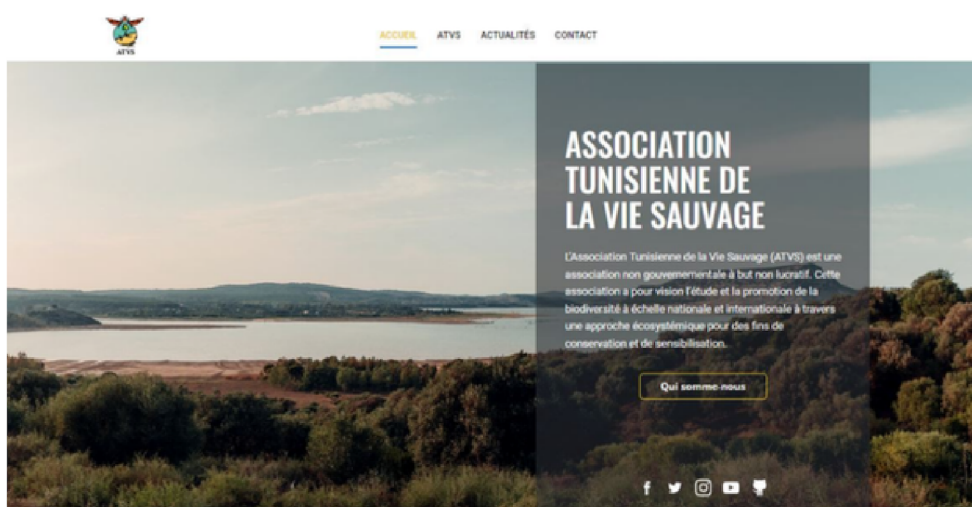 ATVS
ACCUEIL ATVS ACTUALITÉS CONTACT
ASSOCIATION
TUNISIENNE DE
LA VIE SAUVAGE
L'Association Tunisienne de la Vie Sauvage (ATVS) est une
association non gouvernementale à but non lucratif. Cette
association a pour vision l'étude et la promotion de la
biodiversité à échelle nationale et internationale à travers
une approche écosystémique pour des fins de
conservation et de sensibilisation.
Qui somme-nous